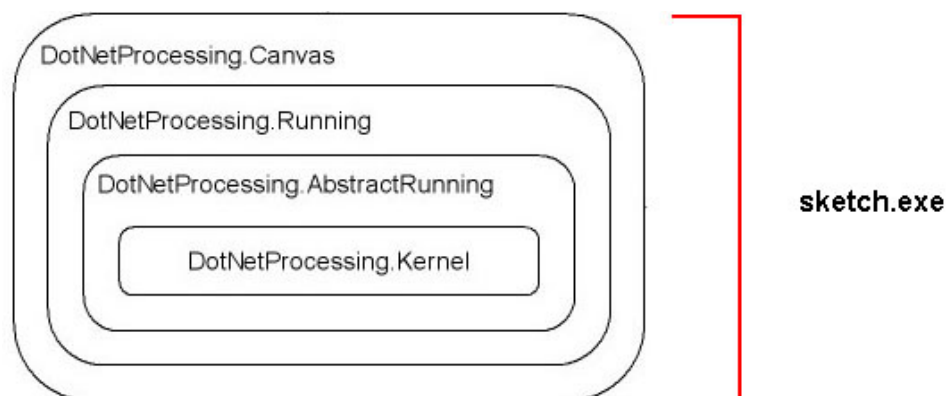 DotNetProcessing.Canvas
DotNetProcessing.Running
DotNetProcessing.AbstractRunning
DotNetProcessing.Kernel
sketch.exe